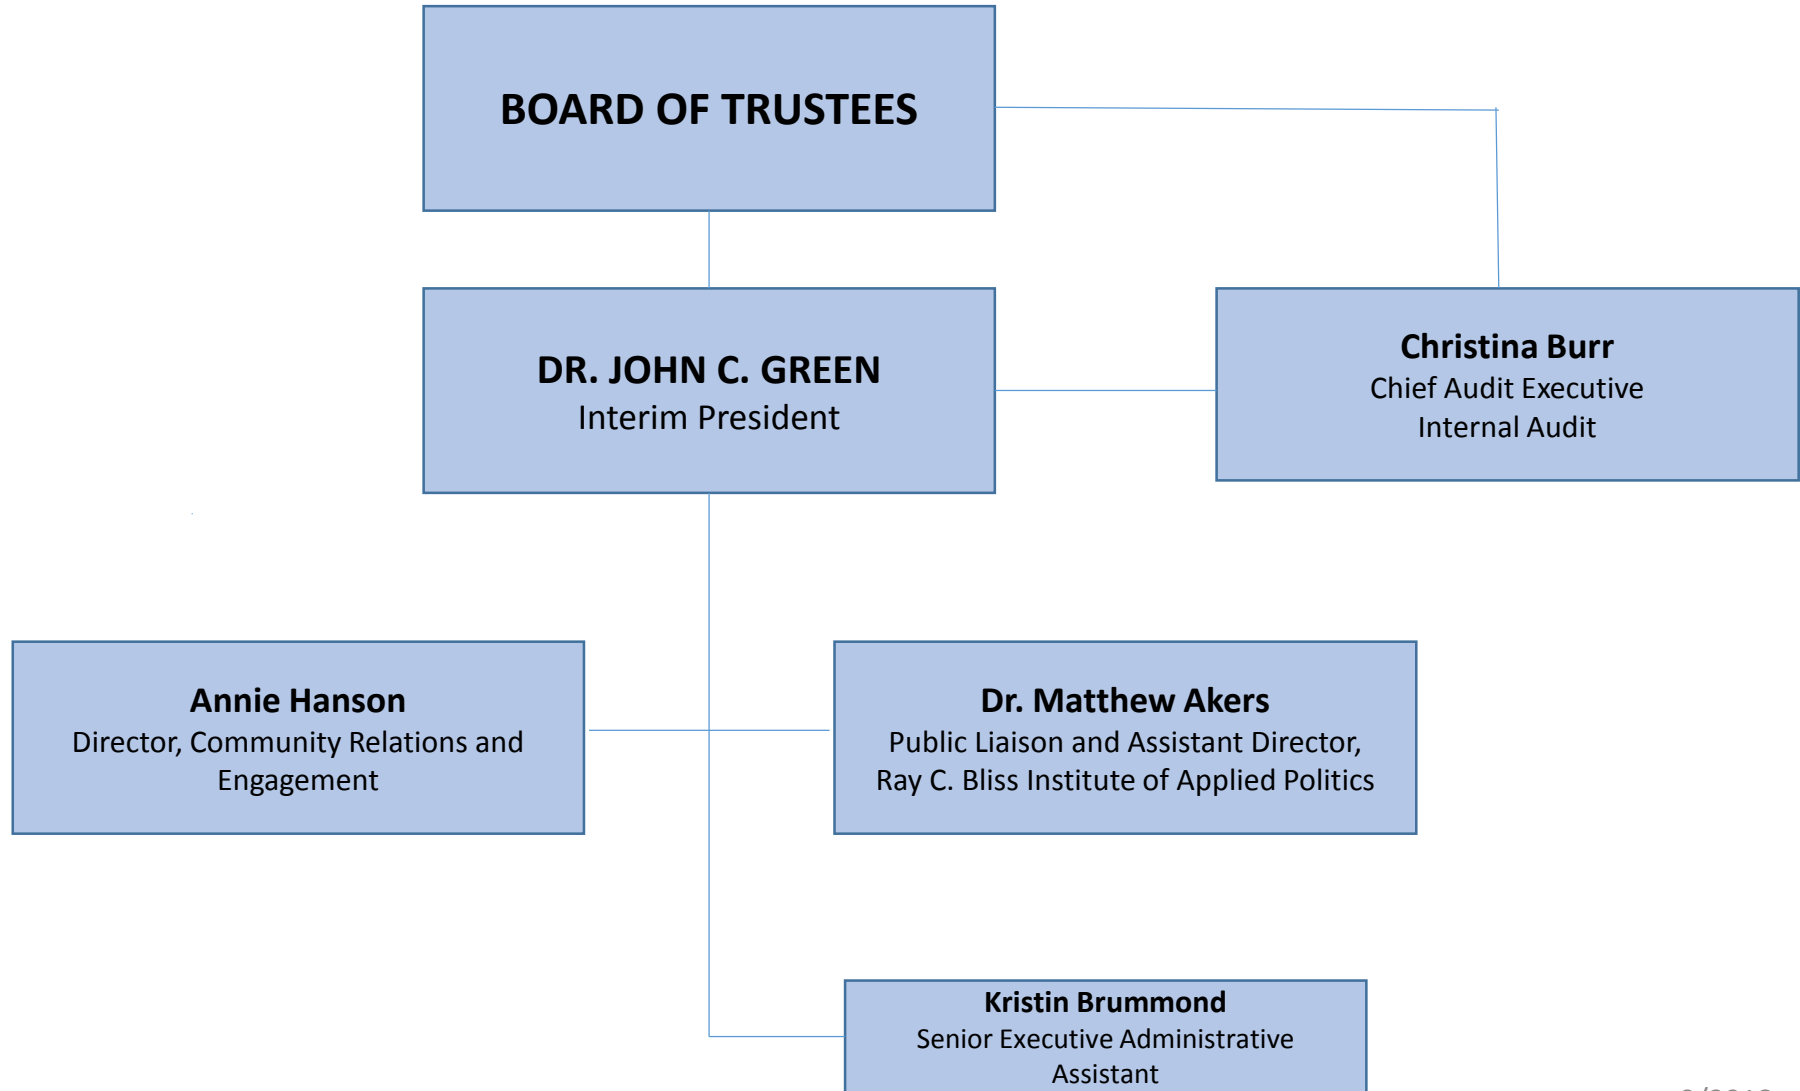 BOARD OF TRUSTEES
DR. JOHN C. GREEN
Interim President
Christina Burr
Chief Audit Executive
Internal Audit
Annie Hanson
Director, Community Relations and
Engagement
Dr. Matthew Akers
Public Liaison and Assistant Director,
Ray C. Bliss Institute of Applied Politics
Kristin Brummond
Senior Executive Administrative
Assistant